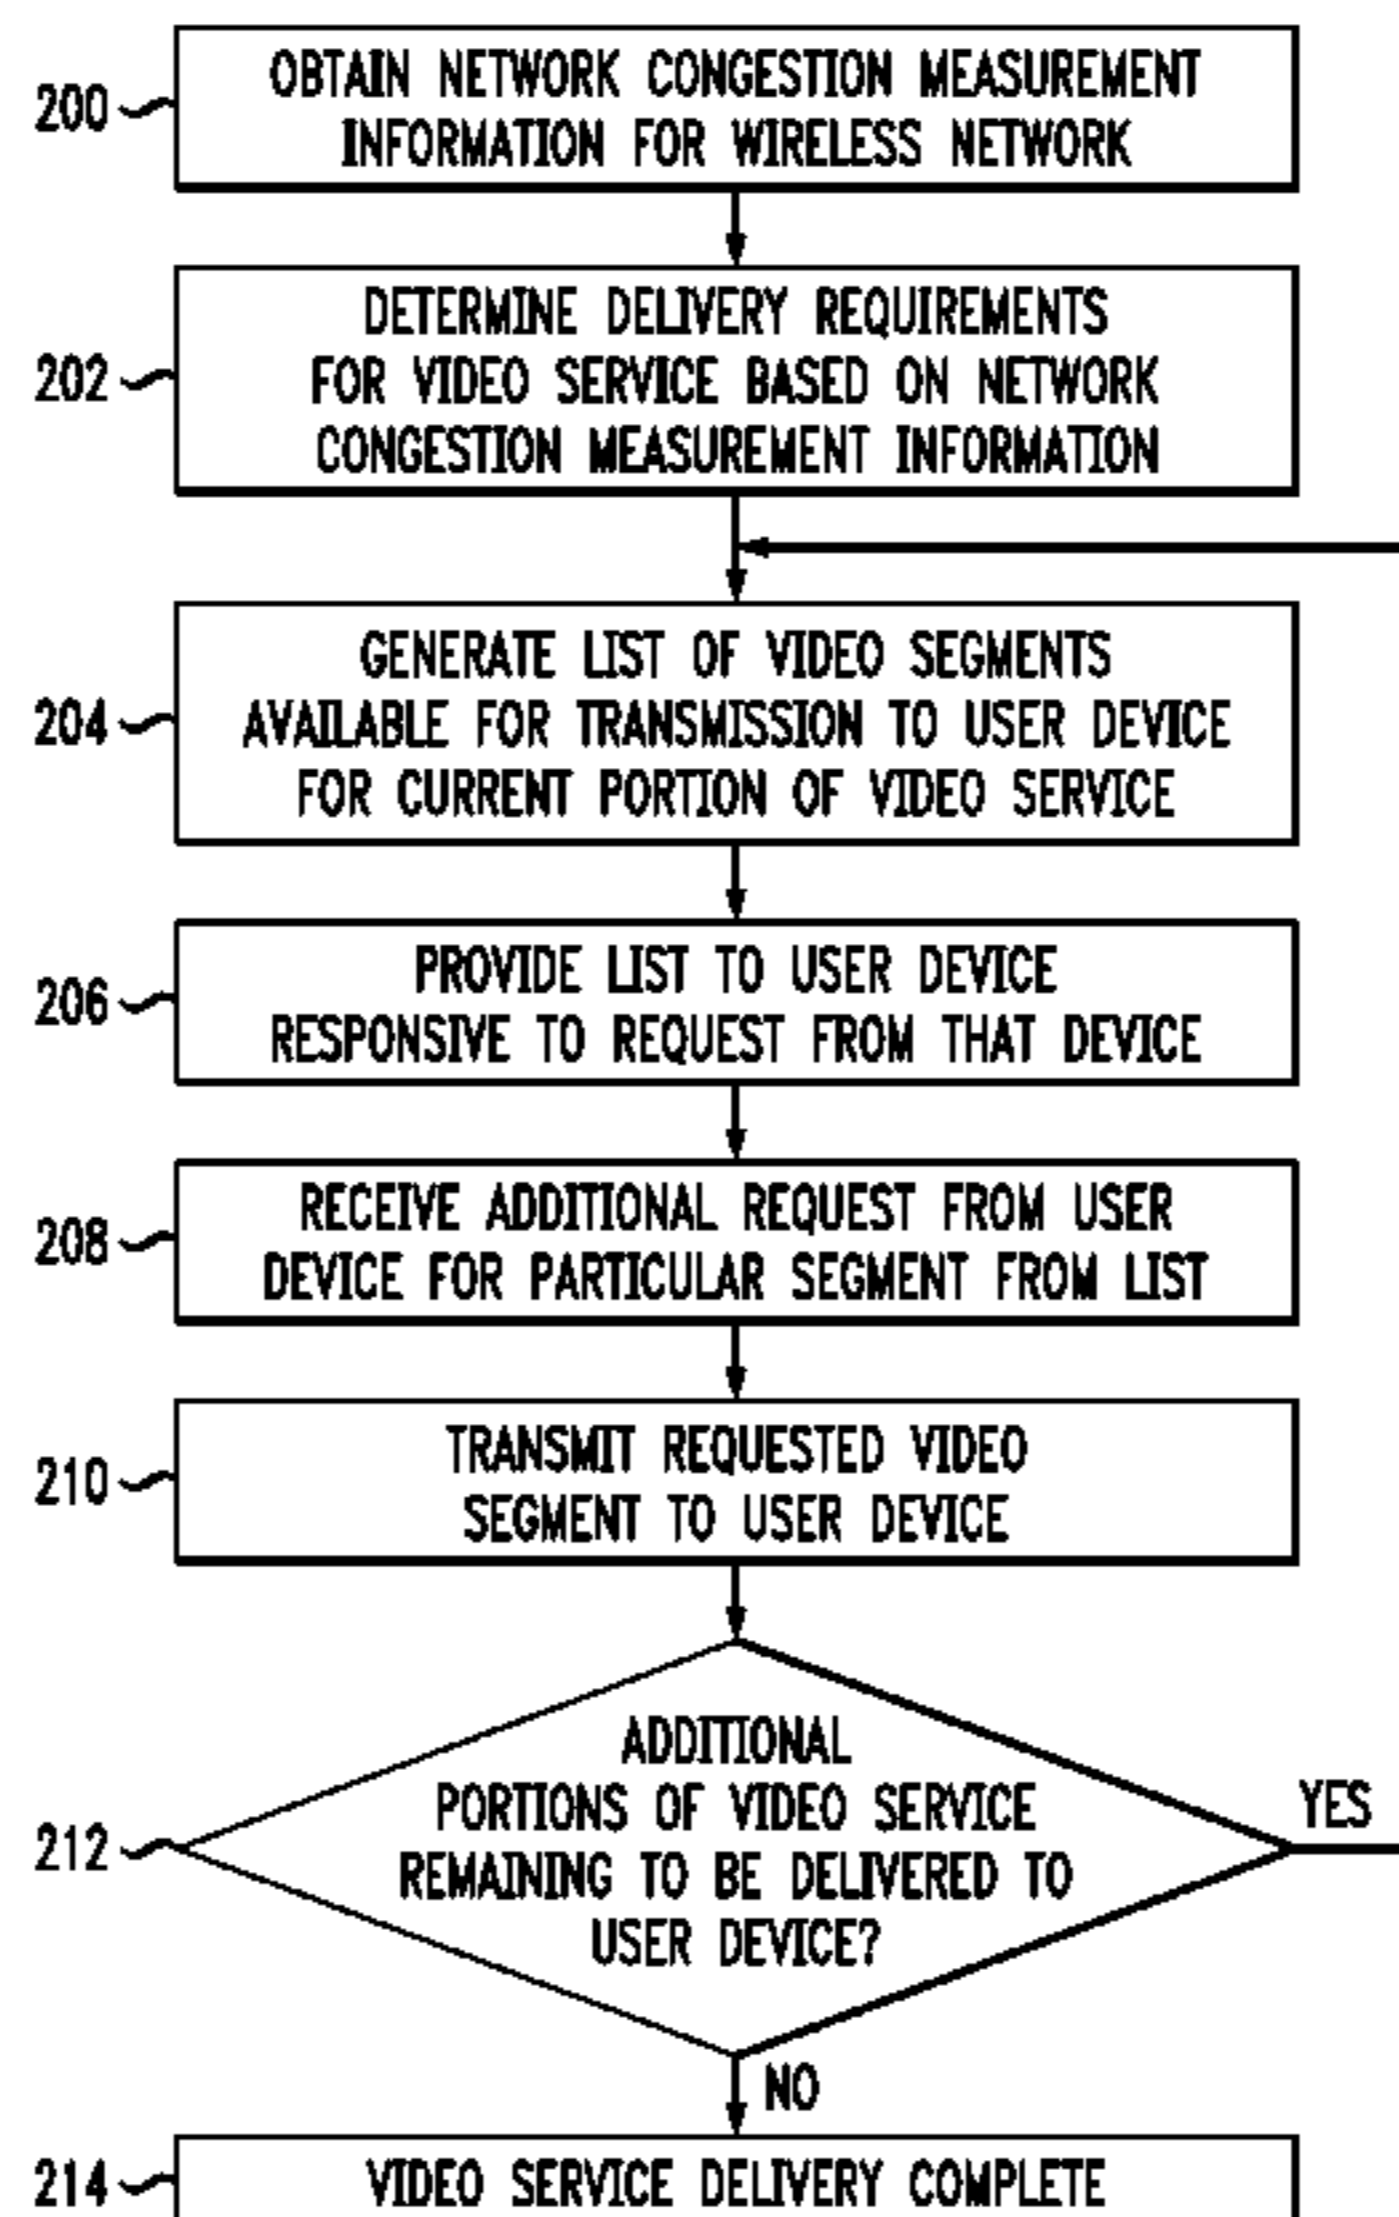 200
OBTAIN NETWORK CONGESTION MEASUREMENT
INFORMATION FOR WIRELESS NETWORK
202
DETERMINE DELIVERY REQUIREMENTS
FOR VIDEO SERVICE BASED ON NETWORK
CONGESTION MEASUREMENT INFORMATION
204
GENERATE LIST OF VIDEO SEGMENTS
AVAILABLE FOR TRANSMISSION TO USER DEVICE
FOR CURRENT PORTION OF VIDEO SERVICE
206
PROVIDE LIST TO USER DEVICE
RESPONSIVE TO REQUEST FROM THAT DEVICE
208
RECEIVE ADDITIONAL REQUEST FROM USER
DEVICE FOR PARTICULAR SEGMENT FROM LIST
210
TRANSMIT REQUESTED VIDEO
SEGMENT TO USER DEVICE
212
ADDITIONAL
PORTIONS OF VIDEO SERVICE
REMAINING TO BE DELIVERED TO
USER DEVICE?
YES
NO
214
VIDEO SERVICE DELIVERY COMPLETE